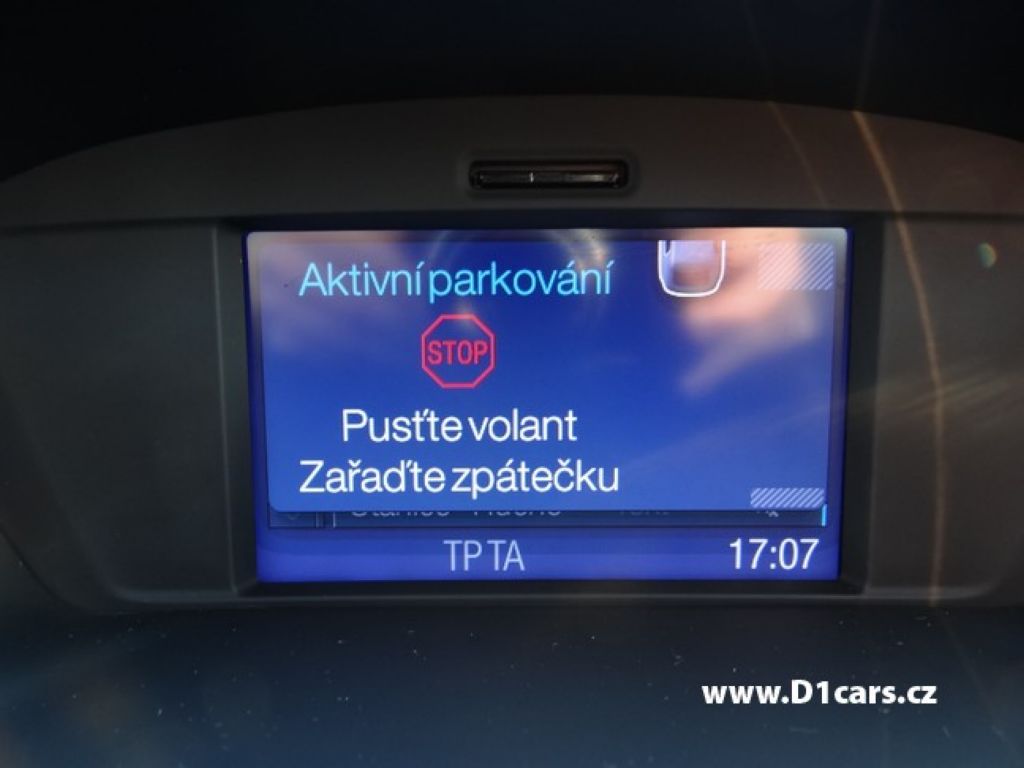 Aktivní parkování
STOP
Pusťte volant
Zařaďte zpátečku
TP TA
17:07
www.D1cars.cz